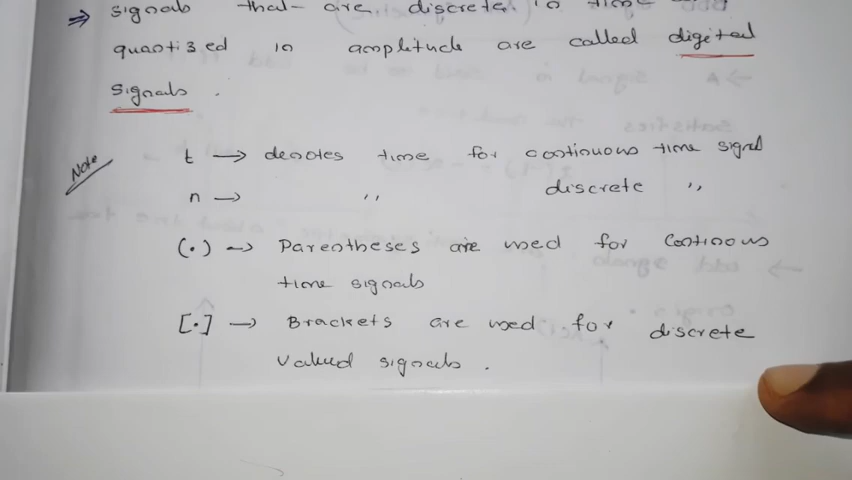 ⇒ signals that are discrete in time and
quantized in amplitude are called digital
signals.
Note t → denotes time for continuous time signal
n → ,, discrete ,,
(·) → Parentheses are used for continous
time signals
[·] → Brackets are used for discrete
valued signals.